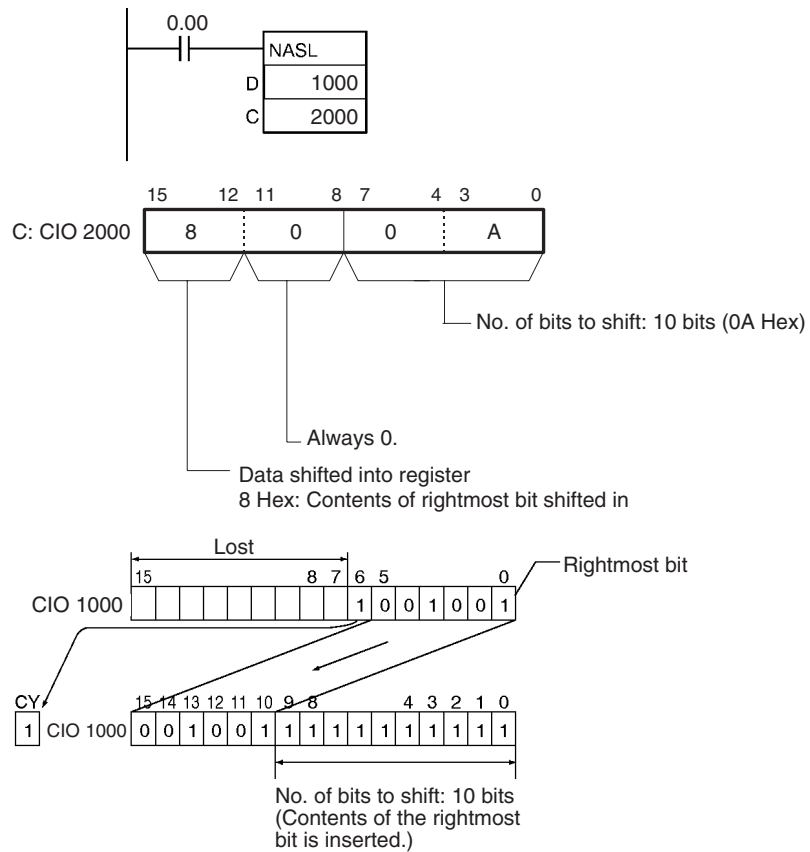 0.00
NASL
D 1000
C 2000
15 12 11 8 7 4 3 0
C: CIO 2000 8 0 0 A
No. of bits to shift: 10 bits (0A Hex)
Always 0.
Data shifted into register
8 Hex: Contents of rightmost bit shifted in
Lost
15 8 7 6 5 0
Rightmost bit
CIO 1000 1 0 0 1 0 0 1
CY 15 14 13 12 11 10 9 8 4 3 2 1 0
1 CIO 1000 0 0 1 0 0 1 1 1 1 1 1 1 1 1 1 1
No. of bits to shift: 10 bits
(Contents of the rightmost
bit is inserted.)